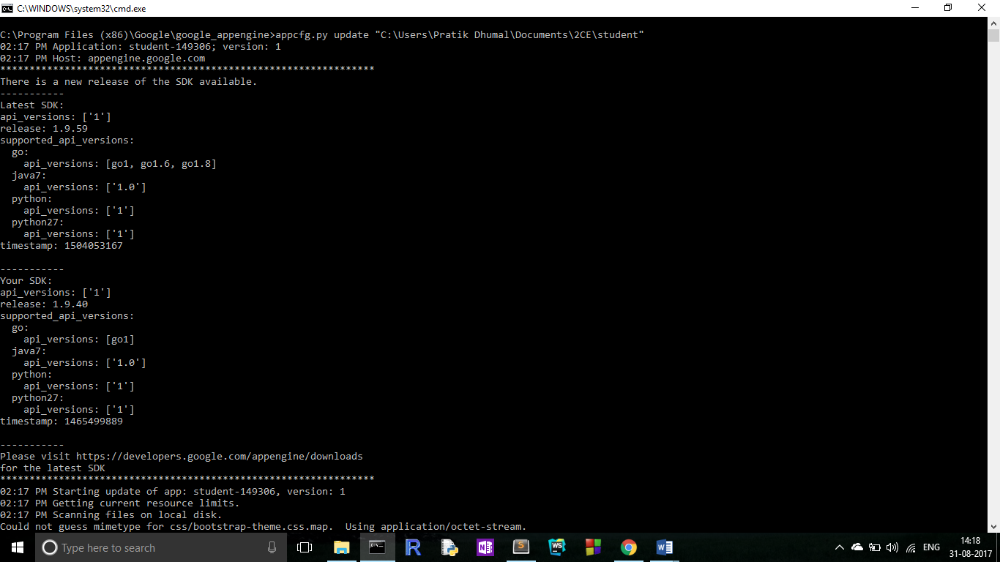 C:\WINDOWS\system32\cmd.exe
C:\Program Files (x86)\Google\google_appengine>appcfg.py update "C:\Users\Pratik Dhumal\Documents\2CE\student"
02:17 PM Application: student-149306; version: 1
02:17 PM Host: appengine.google.com
****************************************************************
There is a new release of the SDK available.
-----------
Latest SDK:
api_versions: ['1']
release: 1.9.59
supported_api_versions:
  go:
    api_versions: [go1, go1.6, go1.8]
  java7:
    api_versions: ['1.0']
  python:
    api_versions: ['1']
  python27:
    api_versions: ['1']
timestamp: 1504053167
-----------
Your SDK:
api_versions: ['1']
release: 1.9.40
supported_api_versions:
  go:
    api_versions: [go1]
  java7:
    api_versions: ['1.0']
  python:
    api_versions: ['1']
  python27:
    api_versions: ['1']
timestamp: 1465499889
-----------
Please visit https://developers.google.com/appengine/downloads
for the latest SDK
****************************************************************
02:17 PM Starting update of app: student-149306, version: 1
02:17 PM Getting current resource limits.
02:17 PM Scanning files on local disk.
Could not guess mimetype for css/bootstrap-theme.css.map.  Using application/octet-stream.
Type here to search
R
N
S
WS
W
ENG
14:18
31-08-2017